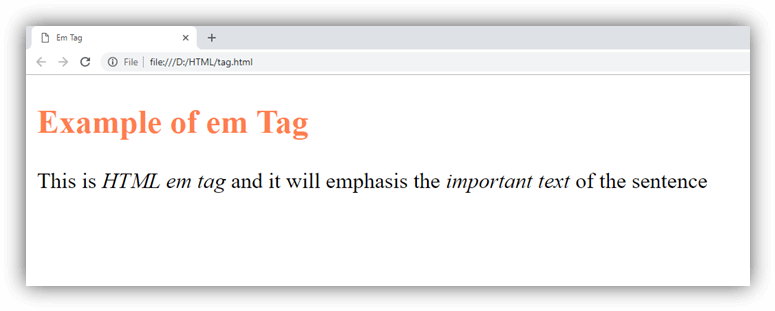 Em Tag
File file:///D:/HTML/tag.html
Example of em Tag
This is HTML em tag and it will emphasis the important text of the sentence